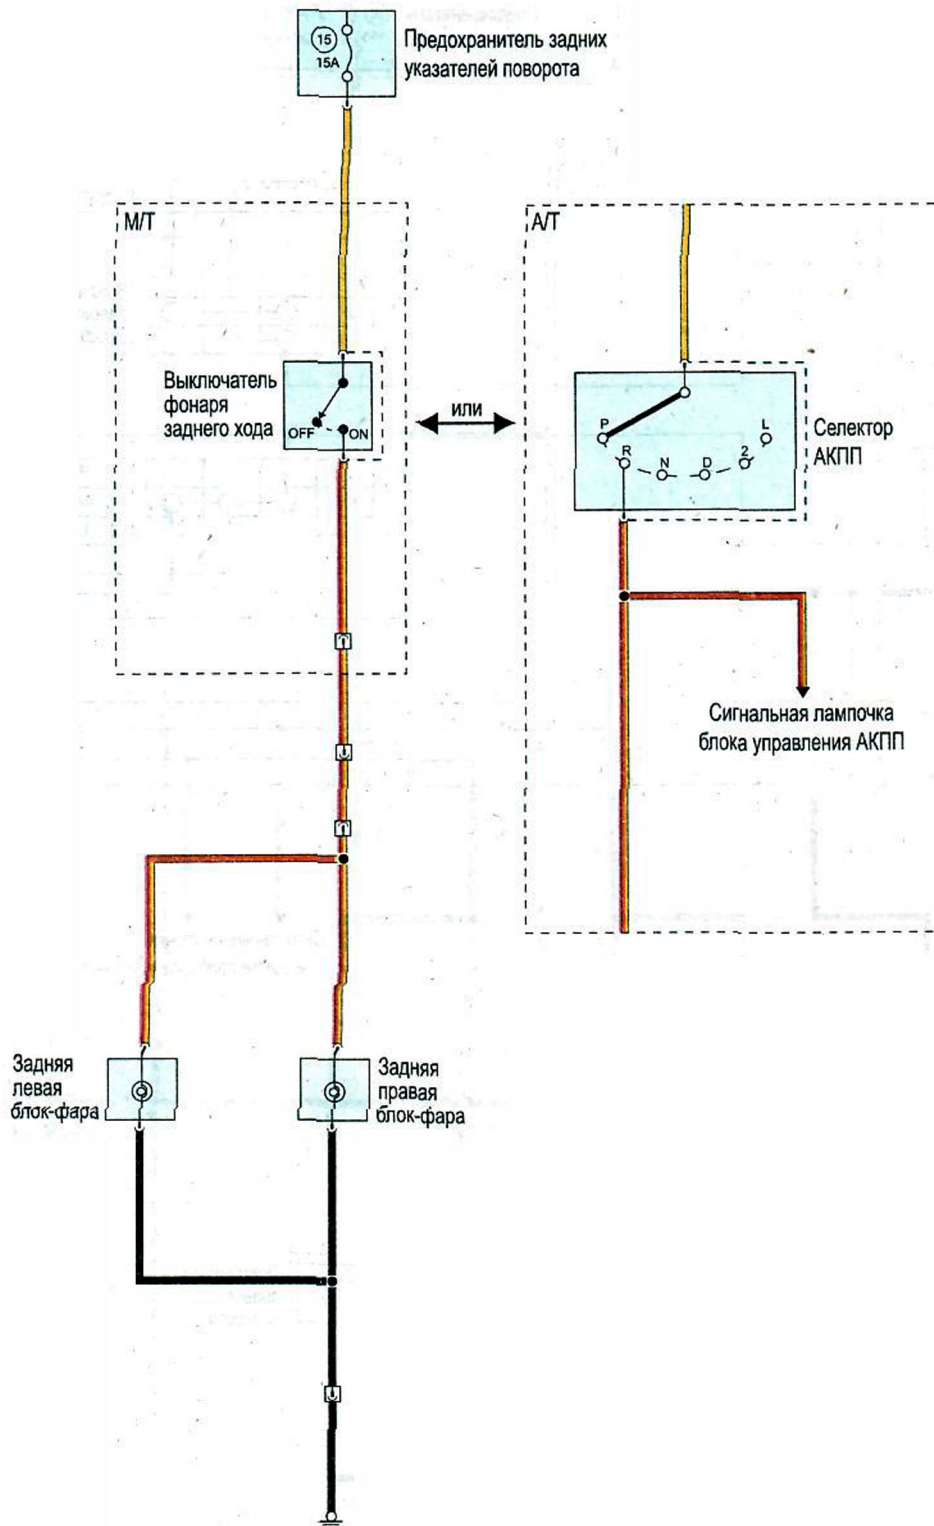 15
15А
Предохранитель задних
указателей поворота
М/Т
А/Т
Выключатель
фонаря
заднего хода
OFF
ON
или
P
R
N
D
2
L
Селектор
АКПП
Сигнальная лампочка
блока управления АКПП
Задняя
левая
блок-фара
Задняя
правая
блок-фара